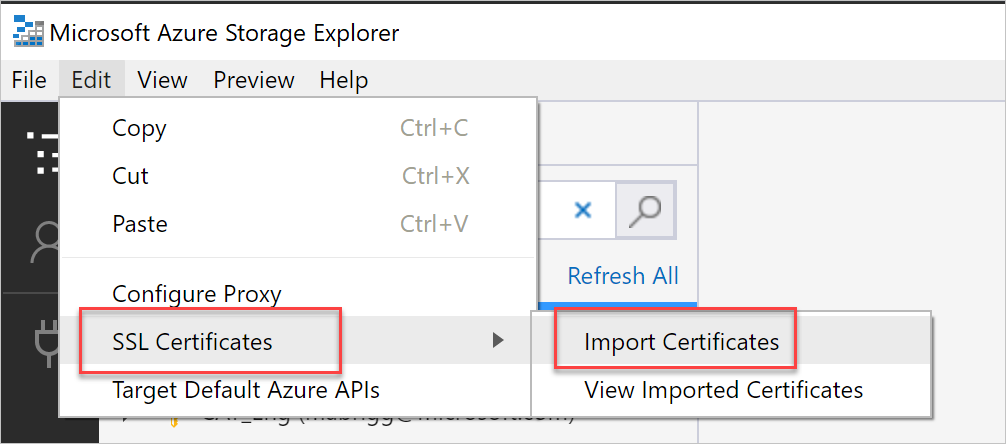 Microsoft Azure Storage Explorer
File Edit View Preview Help
Copy Ctrl+C
Cut Ctrl+X
Paste Ctrl+V
Refresh All
Configure Proxy
SSL Certificates
Import Certificates
Target Default Azure APIs
View Imported Certificates